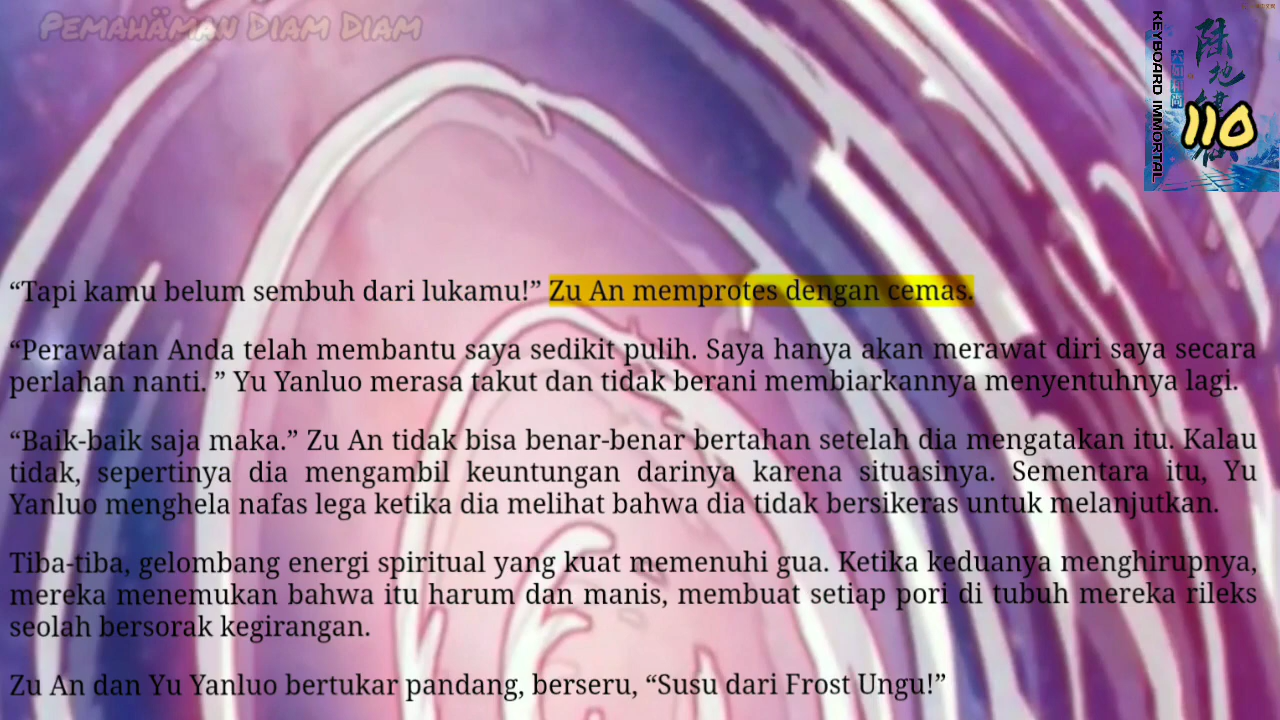 Pemahäman Diam Diam
KEYBOARD IMMORTAL
110
“Tapi kamu belum sembuh dari lukamu!” Zu An memprotes dengan cemas.
“Perawatan Anda telah membantu saya sedikit pulih. Saya hanya akan merawat diri saya secara
perlahan nanti. ” Yu Yanluo merasa takut dan tidak berani membiarkannya menyentuhnya lagi.
“Baik-baik saja maka.” Zu An tidak bisa benar-benar bertahan setelah dia mengatakan itu. Kalau
tidak, sepertinya dia mengambil keuntungan darinya karena situasinya. Sementara itu, Yu
Yanluo menghela nafas lega ketika dia melihat bahwa dia tidak bersikeras untuk melanjutkan.
Tiba-tiba, gelombang energi spiritual yang kuat memenuhi gua. Ketika keduanya menghirupnya,
mereka menemukan bahwa itu harum dan manis, membuat setiap pori di tubuh mereka rileks
seolah bersorak kegirangan.
Zu An dan Yu Yanluo bertukar pandang, berseru, “Susu dari Frost Ungu!”